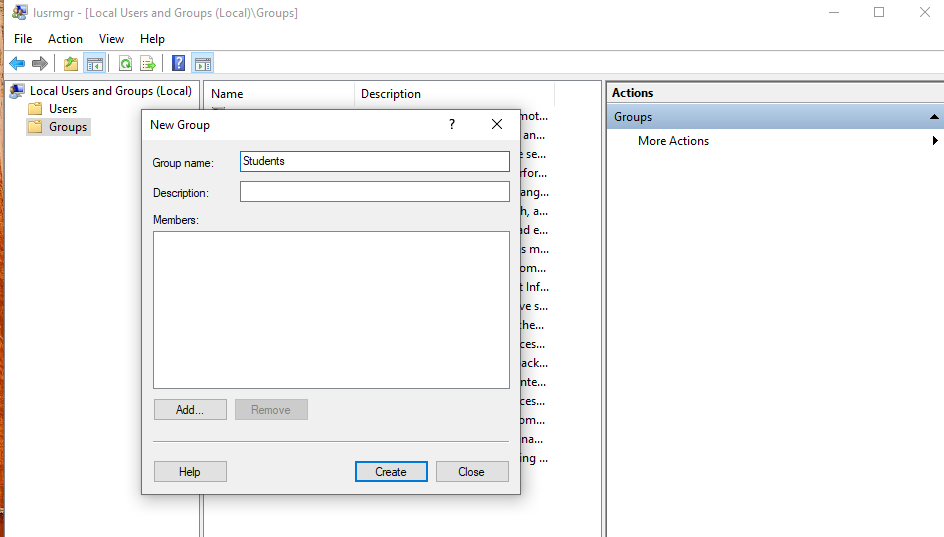 lusrmgr - [Local Users and Groups (Local)\Groups]
File Action View Help
Local Users and Groups (Local)
Users
Groups
Name Description
mot...
an...
e se...
rfor...
ang...
h, a...
ad e...
s m...
om...
t Inf...
ve s...
the...
ces...
ack...
nte...
ces...
om...
na...
ing ...
New Group ?
Group name: Students
Description:
Members:
Add... Remove
Help Create Close
Actions
Groups
More Actions